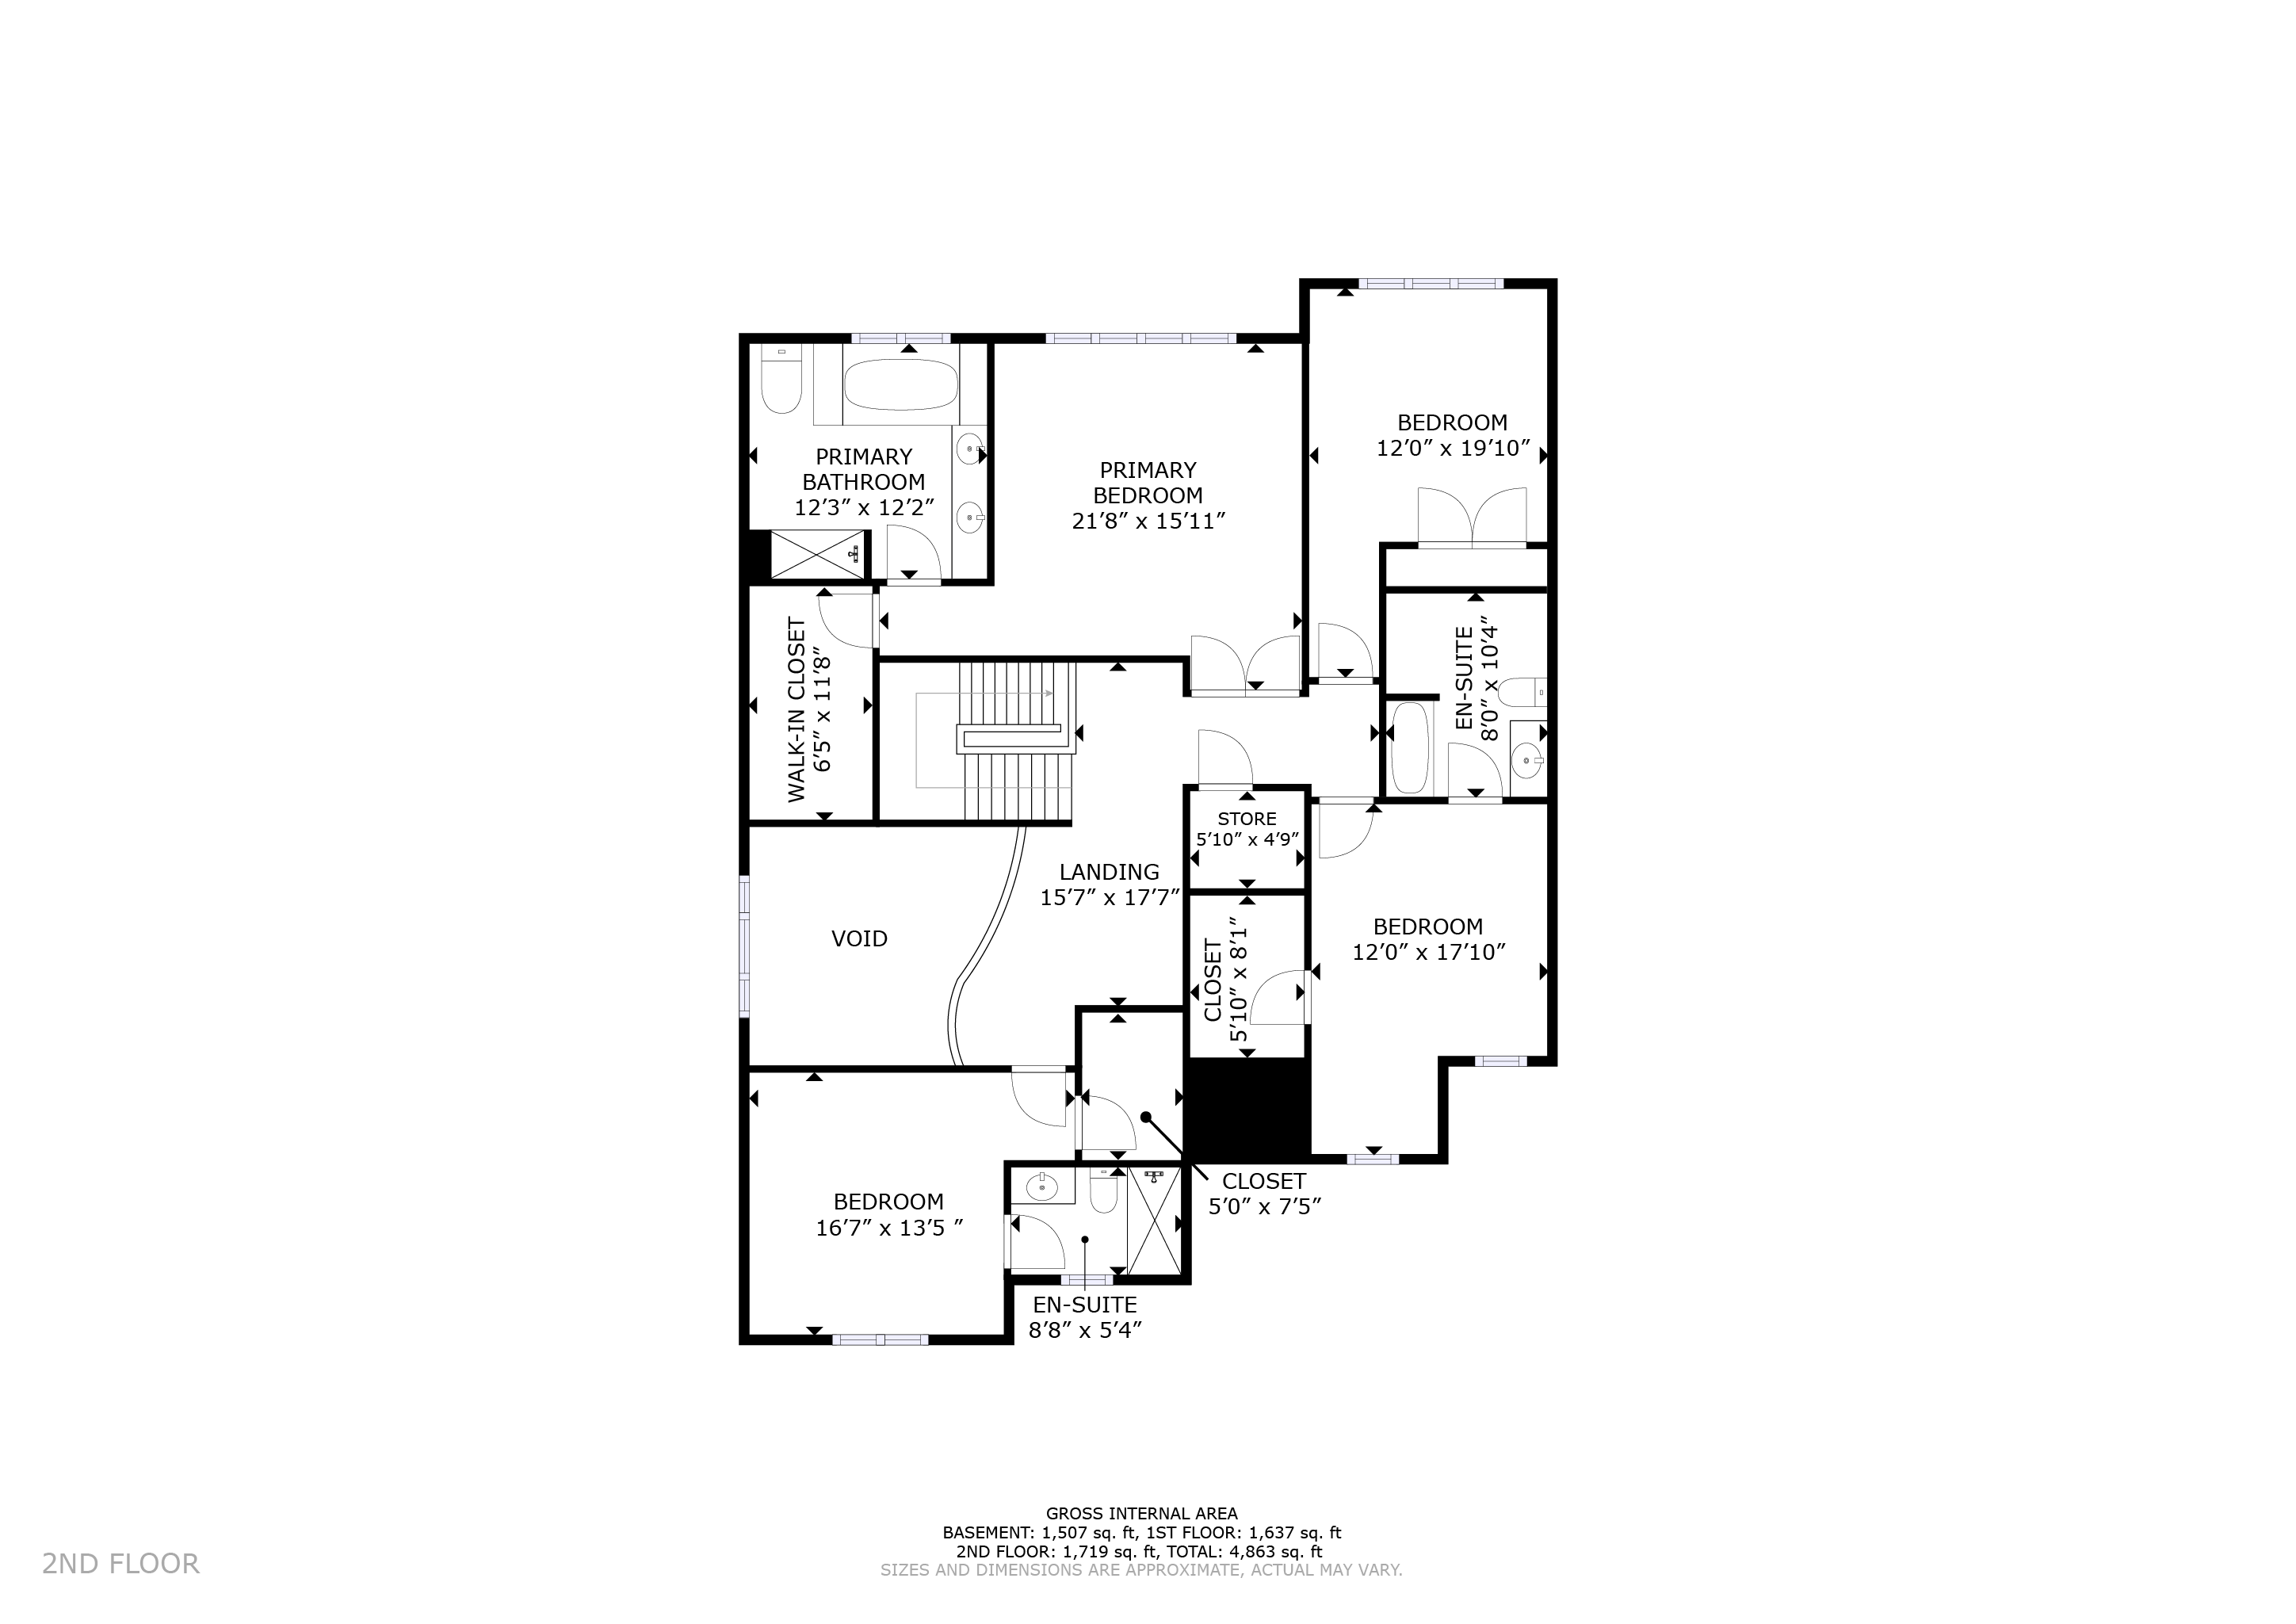 BEDROOM
12’0” x 19’10”
PRIMARY
BATHROOM
12’3” x 12’2”
PRIMARY
BEDROOM
21’8” x 15’11”
WALK-IN CLOSET
6’5” x 11’8”
EN-SUITE
8’0” x 10’4”
STORE
5’10” x 4’9”
LANDING
15’7” x 17’7”
VOID
CLOSET
5’10” x 8’1”
BEDROOM
12’0” x 17’10”
CLOSET
5’0” x 7’5”
BEDROOM
16’7” x 13’5 ”
EN-SUITE
8’8” x 5’4”
GROSS INTERNAL AREA
BASEMENT: 1,507 sq. ft, 1ST FLOOR: 1,637 sq. ft
2ND FLOOR: 1,719 sq. ft, TOTAL: 4,863 sq. ft
SIZES AND DIMENSIONS ARE APPROXIMATE, ACTUAL MAY VARY.
2ND FLOOR